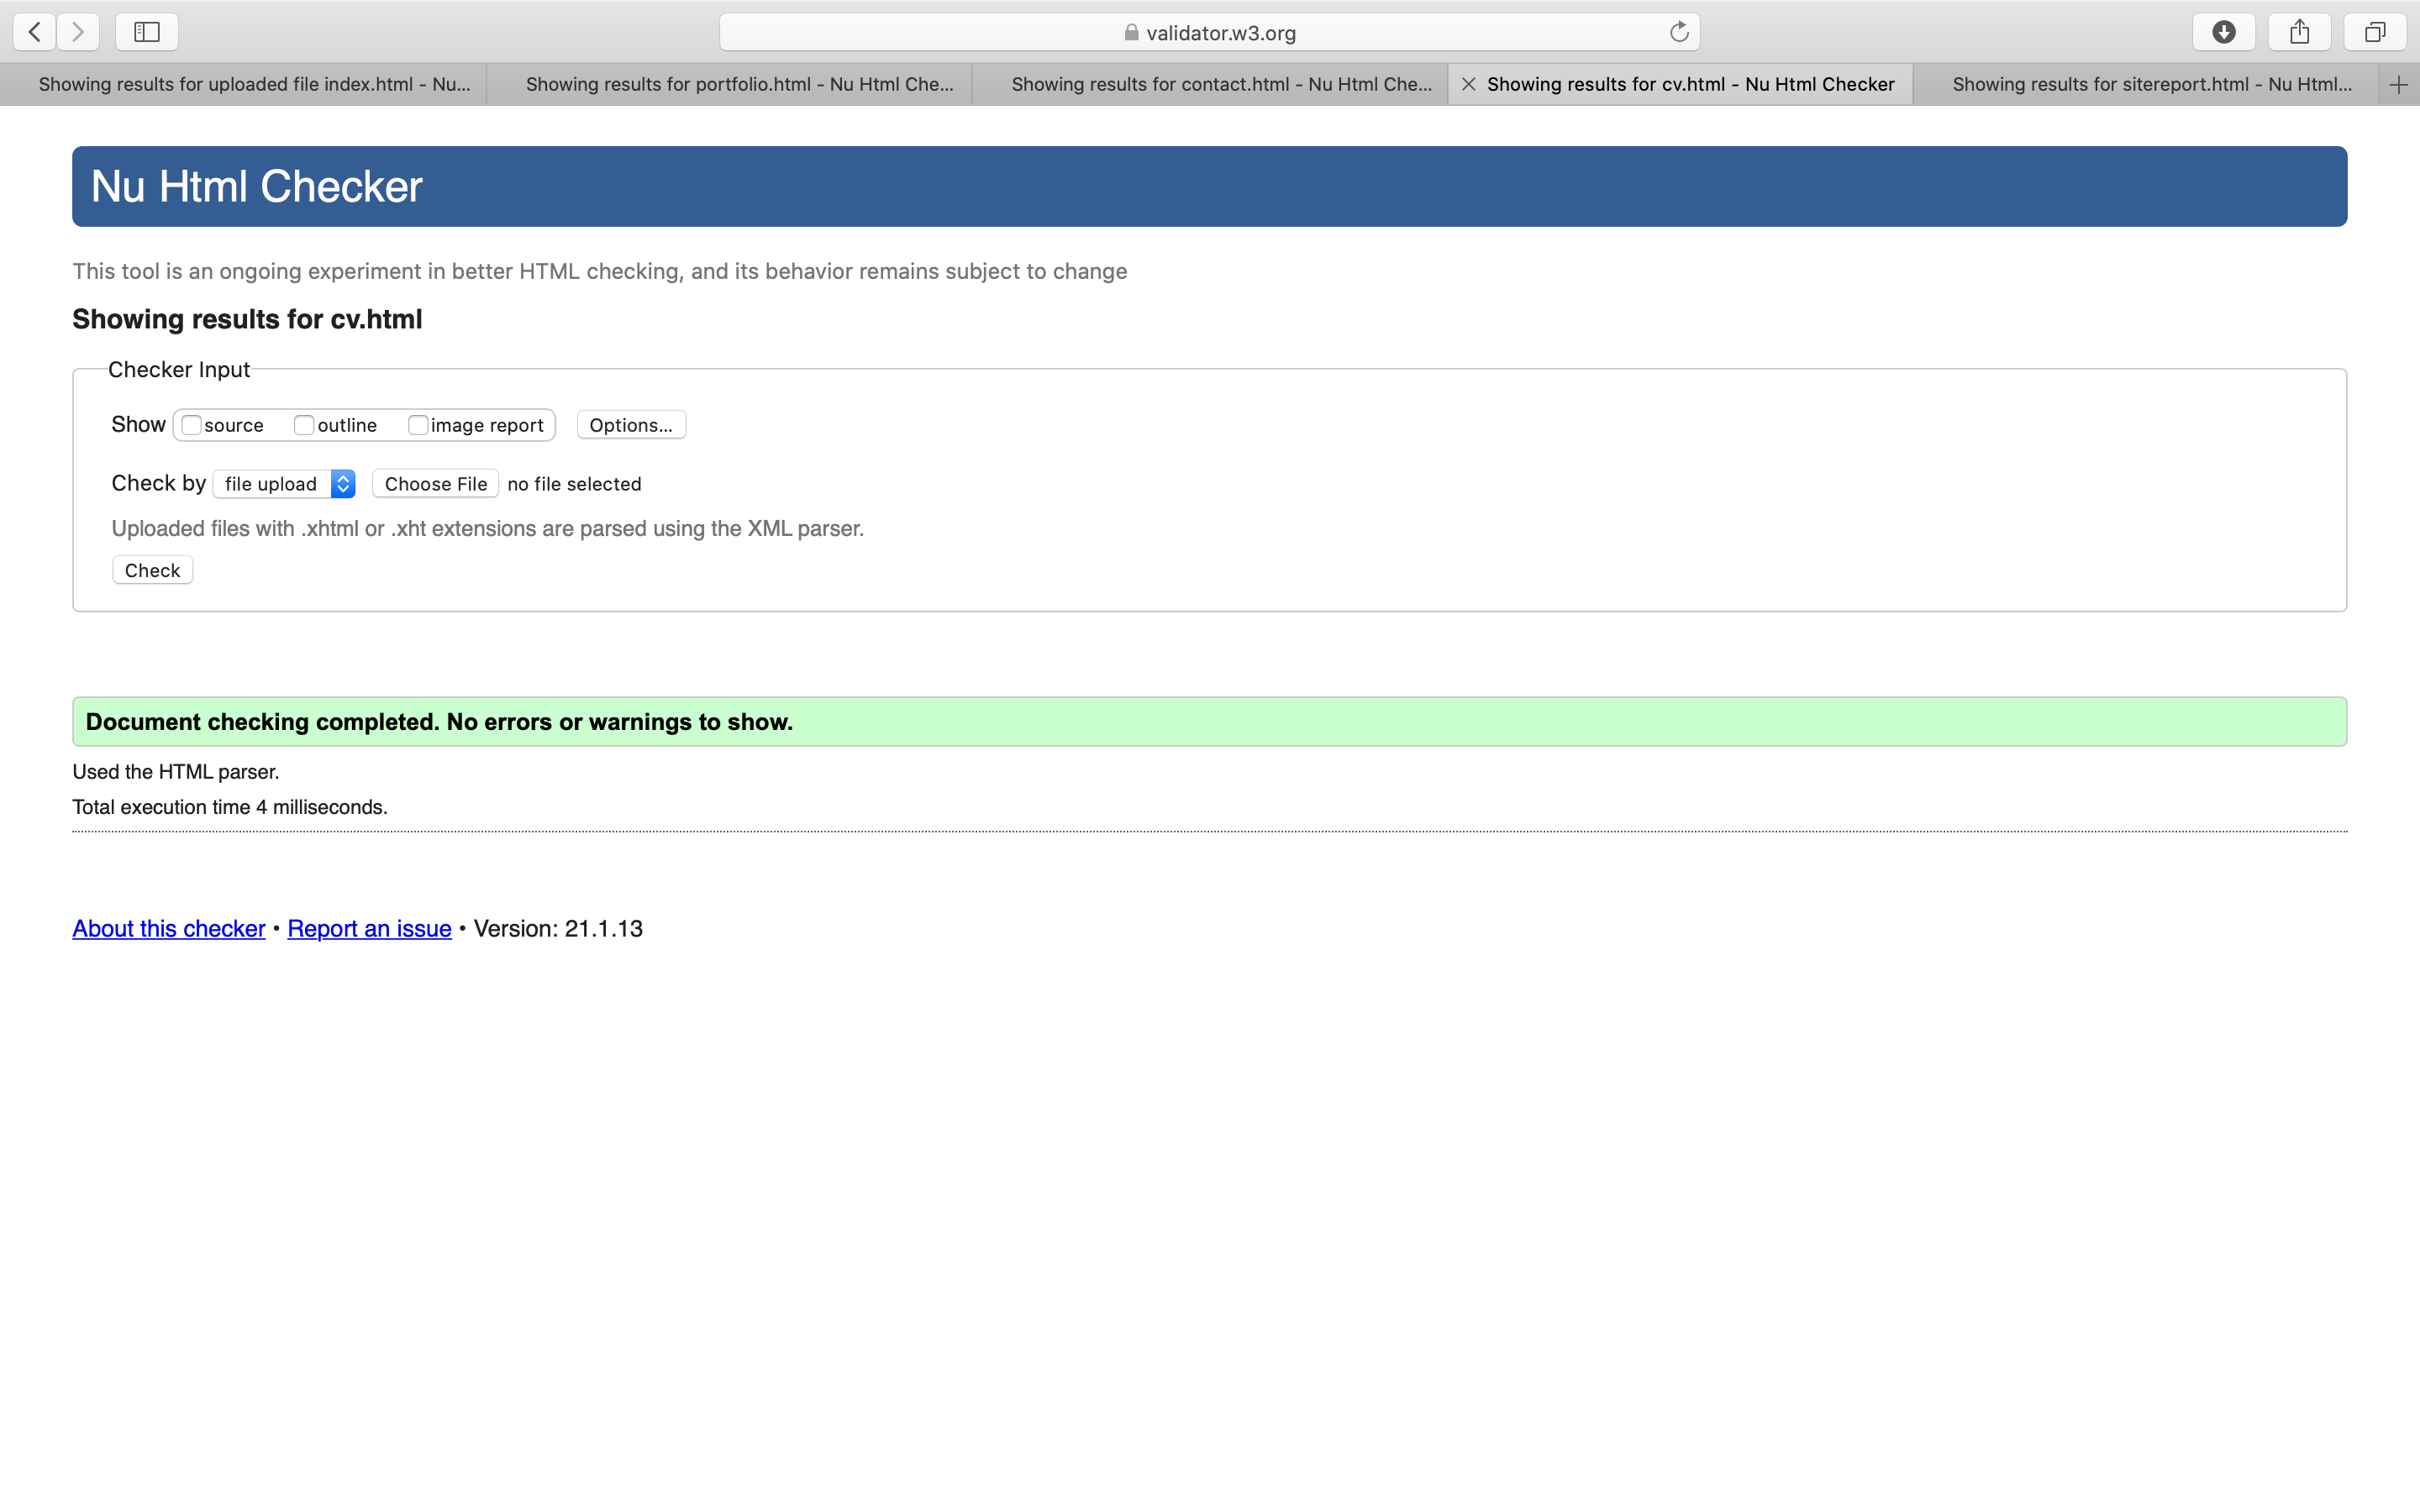 validator.w3.org
Showing results for uploaded file index.html - Nu...
Showing results for portfolio.html - Nu Html Che...
Showing results for contact.html - Nu Html Che...
Showing results for cv.html - Nu Html Checker
Showing results for sitereport.html - Nu Html...
Nu Html Checker
This tool is an ongoing experiment in better HTML checking, and its behavior remains subject to change
Showing results for cv.html
Checker Input
Show source outline image report Options...
Check by file upload Choose File no file selected
Uploaded files with .xhtml or .xht extensions are parsed using the XML parser.
Check
Document checking completed. No errors or warnings to show.
Used the HTML parser.
Total execution time 4 milliseconds.
About this checker • Report an issue • Version: 21.1.13